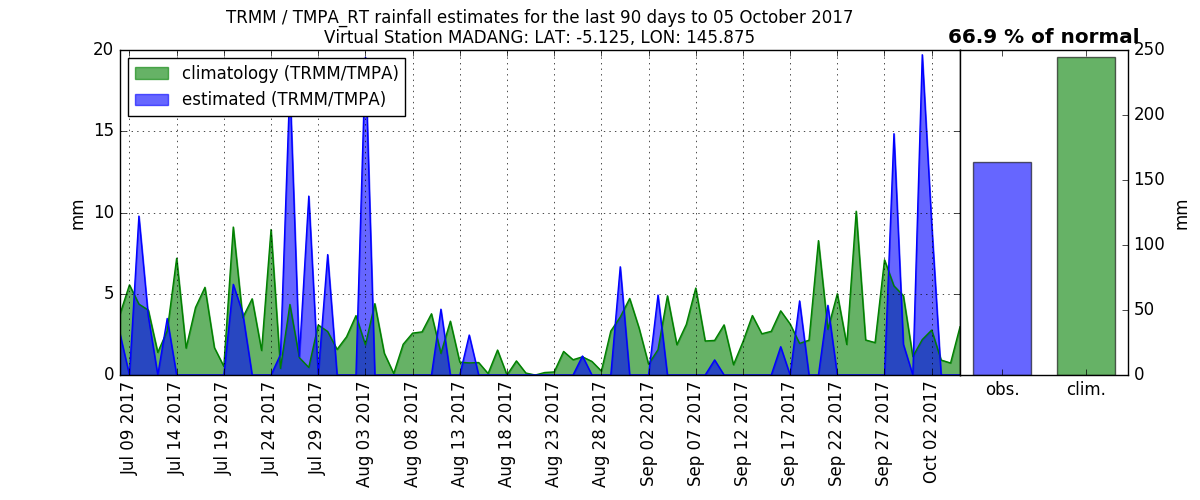 TRMM / TMPA_RT rainfall estimates for the last 90 days to 05 October 2017
Virtual Station MADANG: LAT: -5.125, LON: 145.875
66.9 % of normal
climatology (TRMM/TMPA)
estimated (TRMM/TMPA)
20
15
10
5
0
mm
250
200
150
100
50
0
mm
Jul 09 2017
Jul 14 2017
Jul 19 2017
Jul 24 2017
Jul 29 2017
Aug 03 2017
Aug 08 2017
Aug 13 2017
Aug 18 2017
Aug 23 2017
Aug 28 2017
Sep 02 2017
Sep 07 2017
Sep 12 2017
Sep 17 2017
Sep 22 2017
Sep 27 2017
Oct 02 2017
obs.
clim.